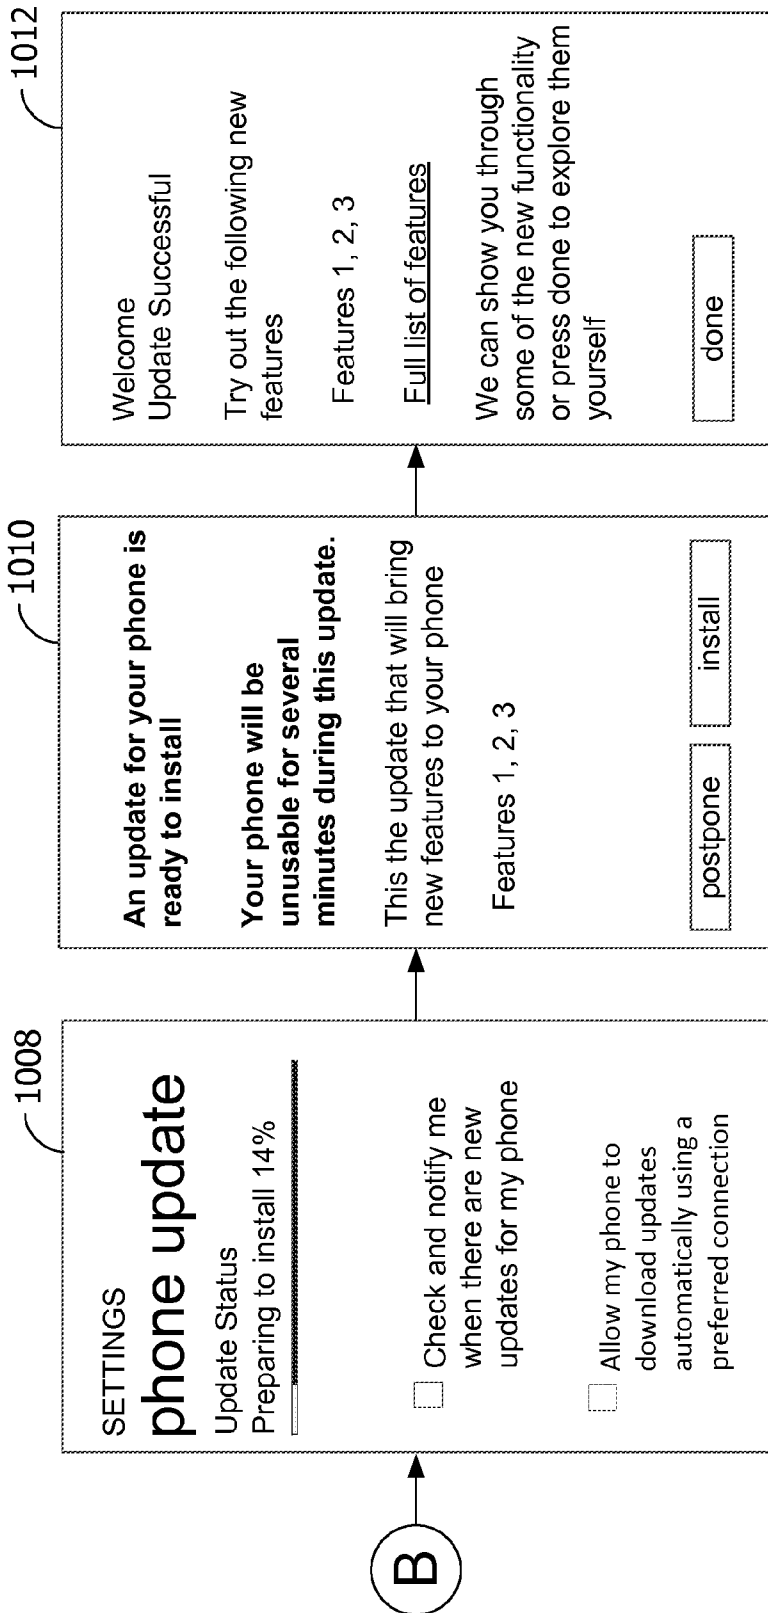 B
1008
SETTINGS
phone update
Update Status
Preparing to install 14%
Check and notify me
when there are new
updates for my phone
Allow my phone to
download updates
automatically using a
preferred connection
1010
An update for your phone is
ready to install
Your phone will be
unusable for several
minutes during this update.
This the update that will bring
new features to your phone
Features 1, 2, 3
postpone
install
1012
Welcome
Update Successful
Try out the following new
features
Features 1, 2, 3
Full list of features
We can show you through
some of the new functionality
or press done to explore them
yourself
done